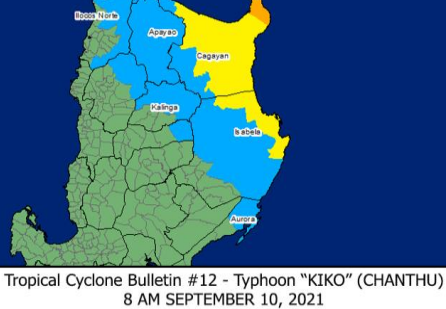 Ilocos Norte
Apayao
Cagayan
Kalinga
Isabela
Aurora
Tropical Cyclone Bulletin #12 - Typhoon “KIKO” (CHANTHU)
8 AM SEPTEMBER 10, 2021